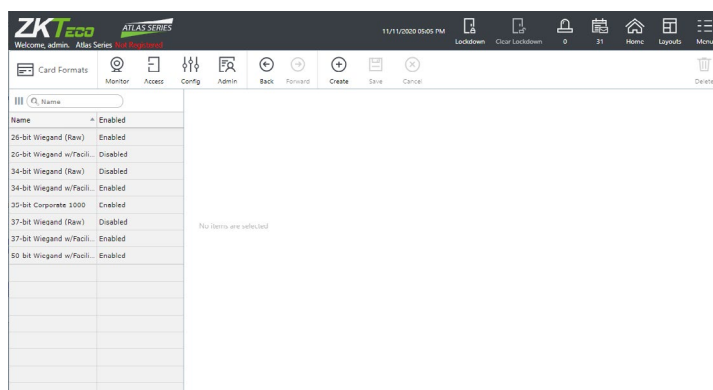 ZKTeco ATLAS SERIES
Welcome, admin. Atlas Series Not Registered
11/11/2020 05:05 PM
Lockdown Clear Lockdown 0 31 Home Layouts Menu
Card Formats Monitor Access Config Admin Back Forward Create Save Cancel Delete
Name
Name Enabled
26-bit Wiegand (Raw) Enabled
26-bit Wiegand w/Facili... Disabled
34-bit Wiegand (Raw) Disabled
34-bit Wiegand w/Facili... Enabled
35-bit Corporate 1000 Enabled
37-bit Wiegand (Raw) Disabled
37-bit Wiegand w/Facili... Enabled
50-bit Wiegand w/Facili... Enabled
No items are selected